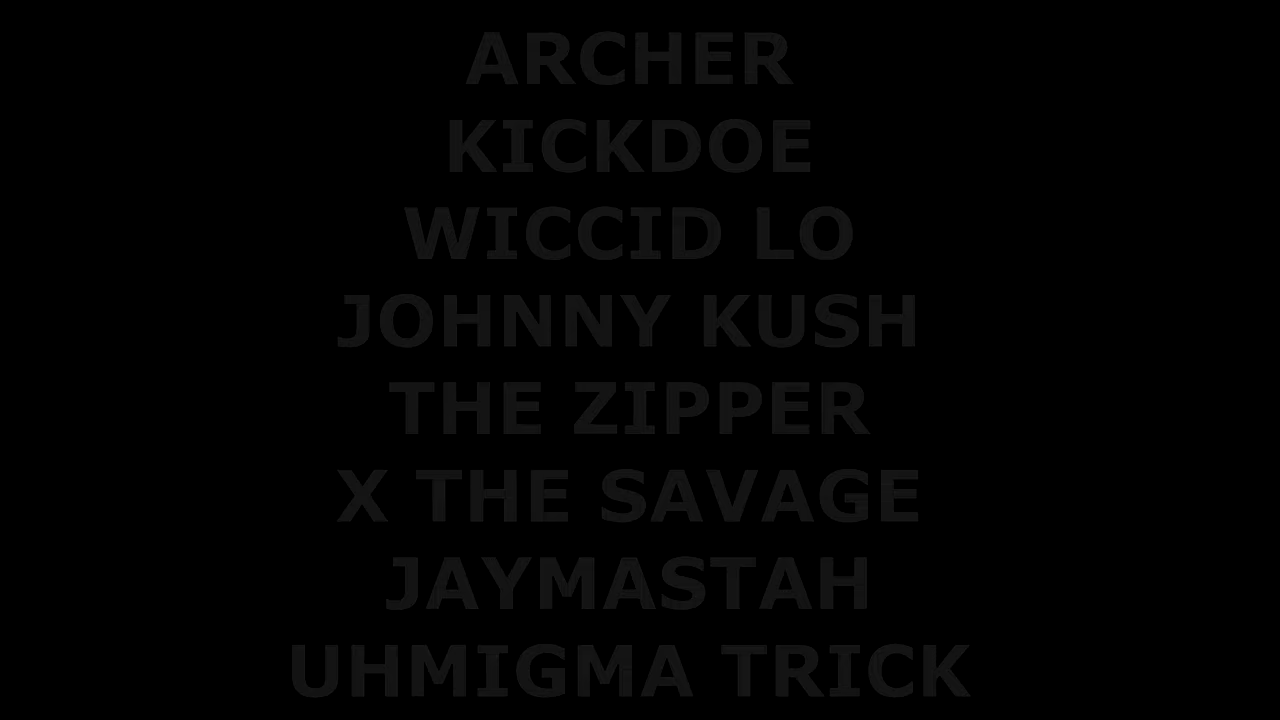 ARCHER
KICKDOE
WICCID LO
JOHNNY KUSH
THE ZIPPER
X THE SAVAGE
JAYMASTAH
UHMIGMA TRICK